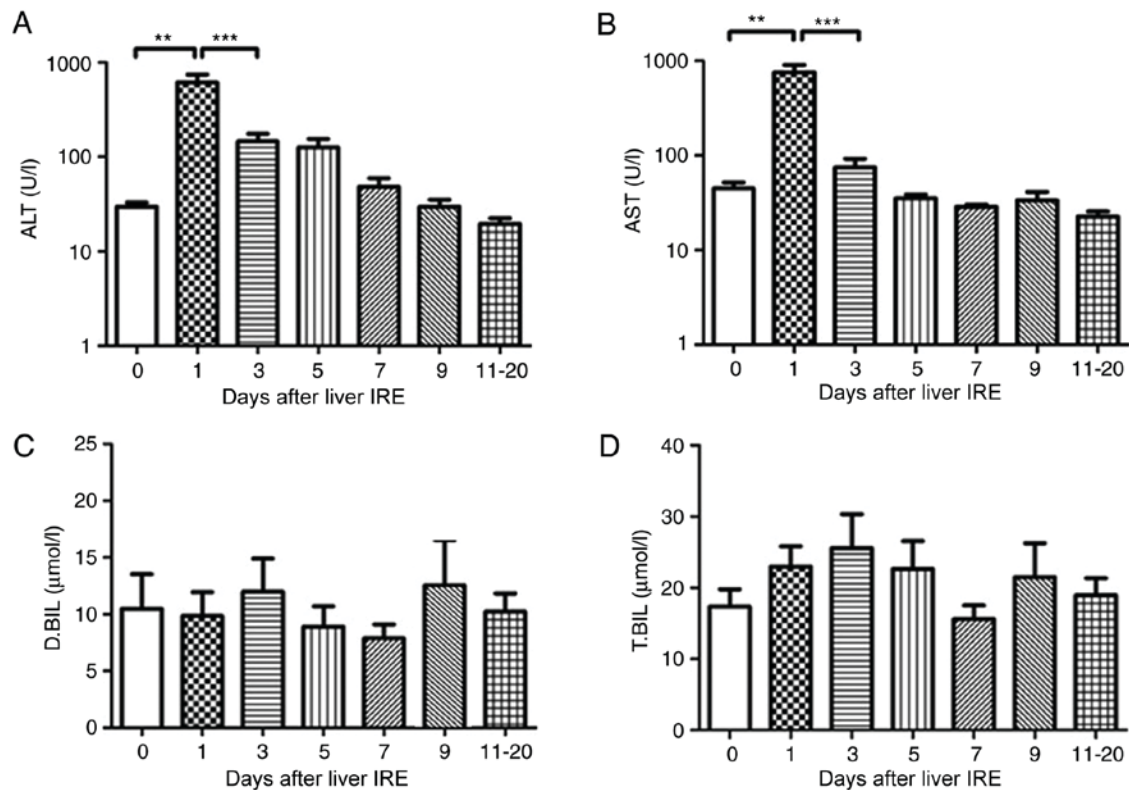 A
** ***
1000
100
10
1
ALT (U/l)
0 1 3 5 7 9 11-20
Days after liver IRE
B
** ***
1000
100
10
1
AST (U/l)
0 1 3 5 7 9 11-20
Days after liver IRE
C
25
20
15
10
5
0
D.BIL (µmol/l)
0 1 3 5 7 9 11-20
Days after liver IRE
D
40
30
20
10
0
T.BIL (µmol/l)
0 1 3 5 7 9 11-20
Days after liver IRE